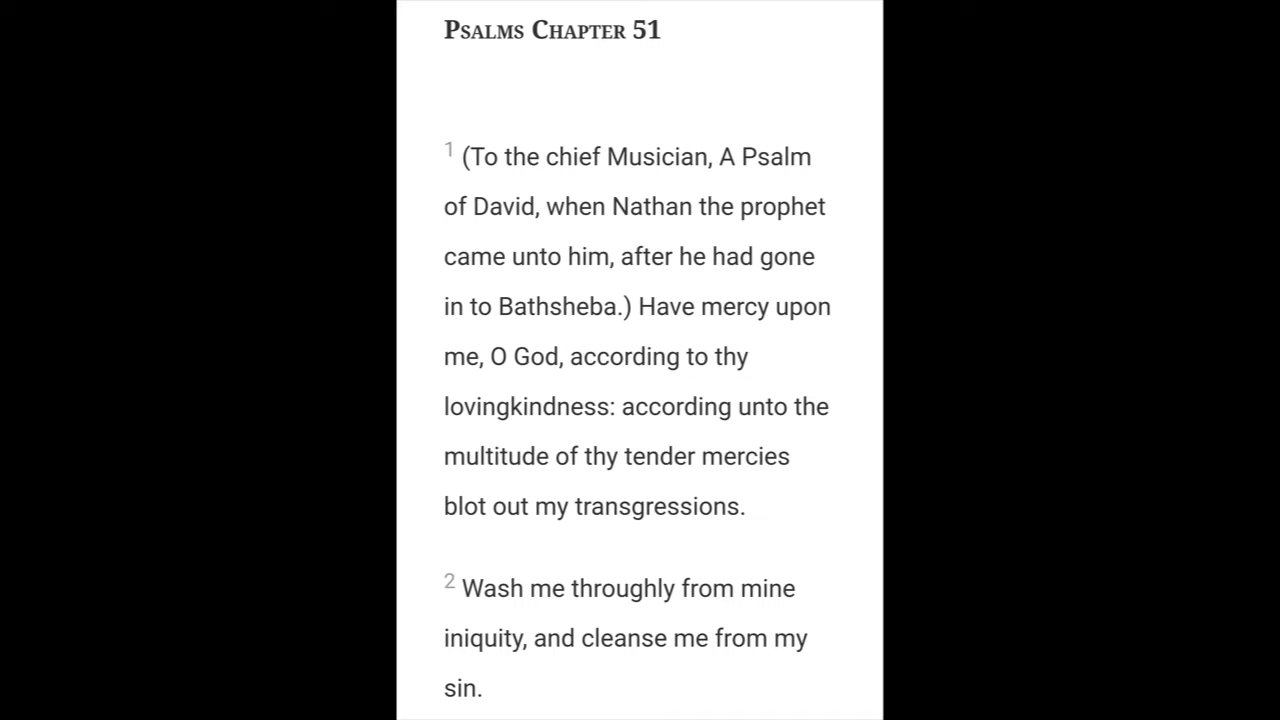 Psalms Chapter 51
1 (To the chief Musician, A Psalm
of David, when Nathan the prophet
came unto him, after he had gone
in to Bathsheba.) Have mercy upon
me, O God, according to thy
lovingkindness: according unto the
multitude of thy tender mercies
blot out my transgressions.
2 Wash me throughly from mine
iniquity, and cleanse me from my
sin.